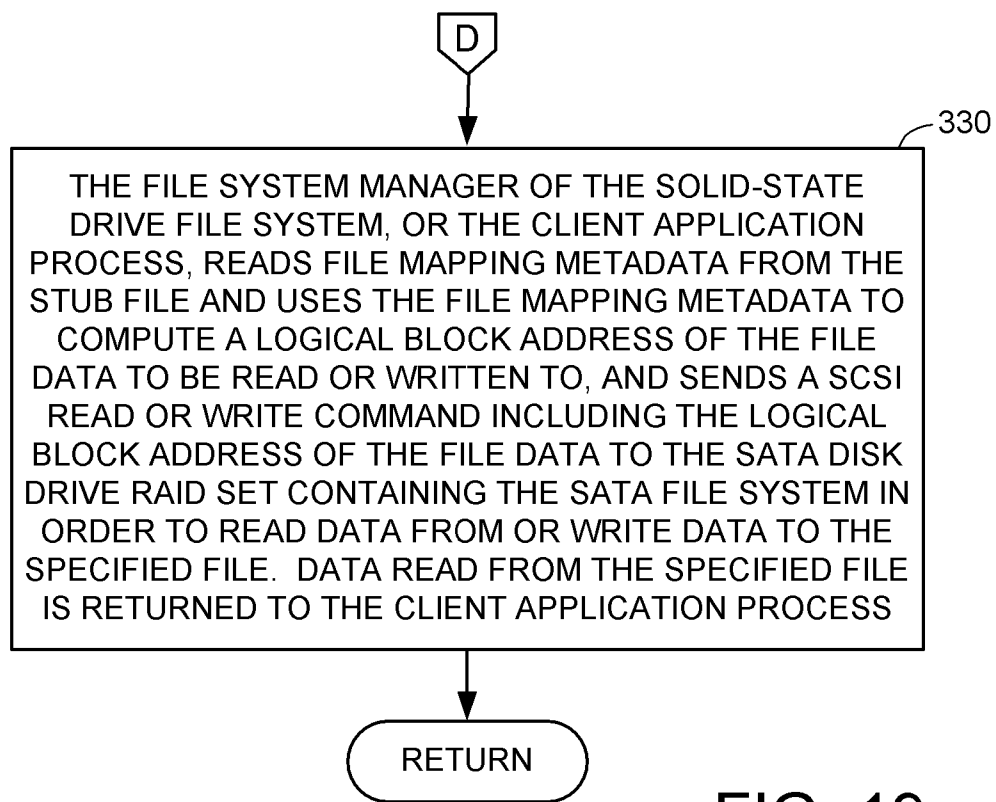 D
330
THE FILE SYSTEM MANAGER OF THE SOLID-STATE
DRIVE FILE SYSTEM, OR THE CLIENT APPLICATION
PROCESS, READS FILE MAPPING METADATA FROM THE
STUB FILE AND USES THE FILE MAPPING METADATA TO
COMPUTE A LOGICAL BLOCK ADDRESS OF THE FILE
DATA TO BE READ OR WRITTEN TO, AND SENDS A SCSI
READ OR WRITE COMMAND INCLUDING THE LOGICAL
BLOCK ADDRESS OF THE FILE DATA TO THE SATA DISK
DRIVE RAID SET CONTAINING THE SATA FILE SYSTEM IN
ORDER TO READ DATA FROM OR WRITE DATA TO THE
SPECIFIED FILE.  DATA READ FROM THE SPECIFIED FILE
IS RETURNED TO THE CLIENT APPLICATION PROCESS
RETURN
FIG.